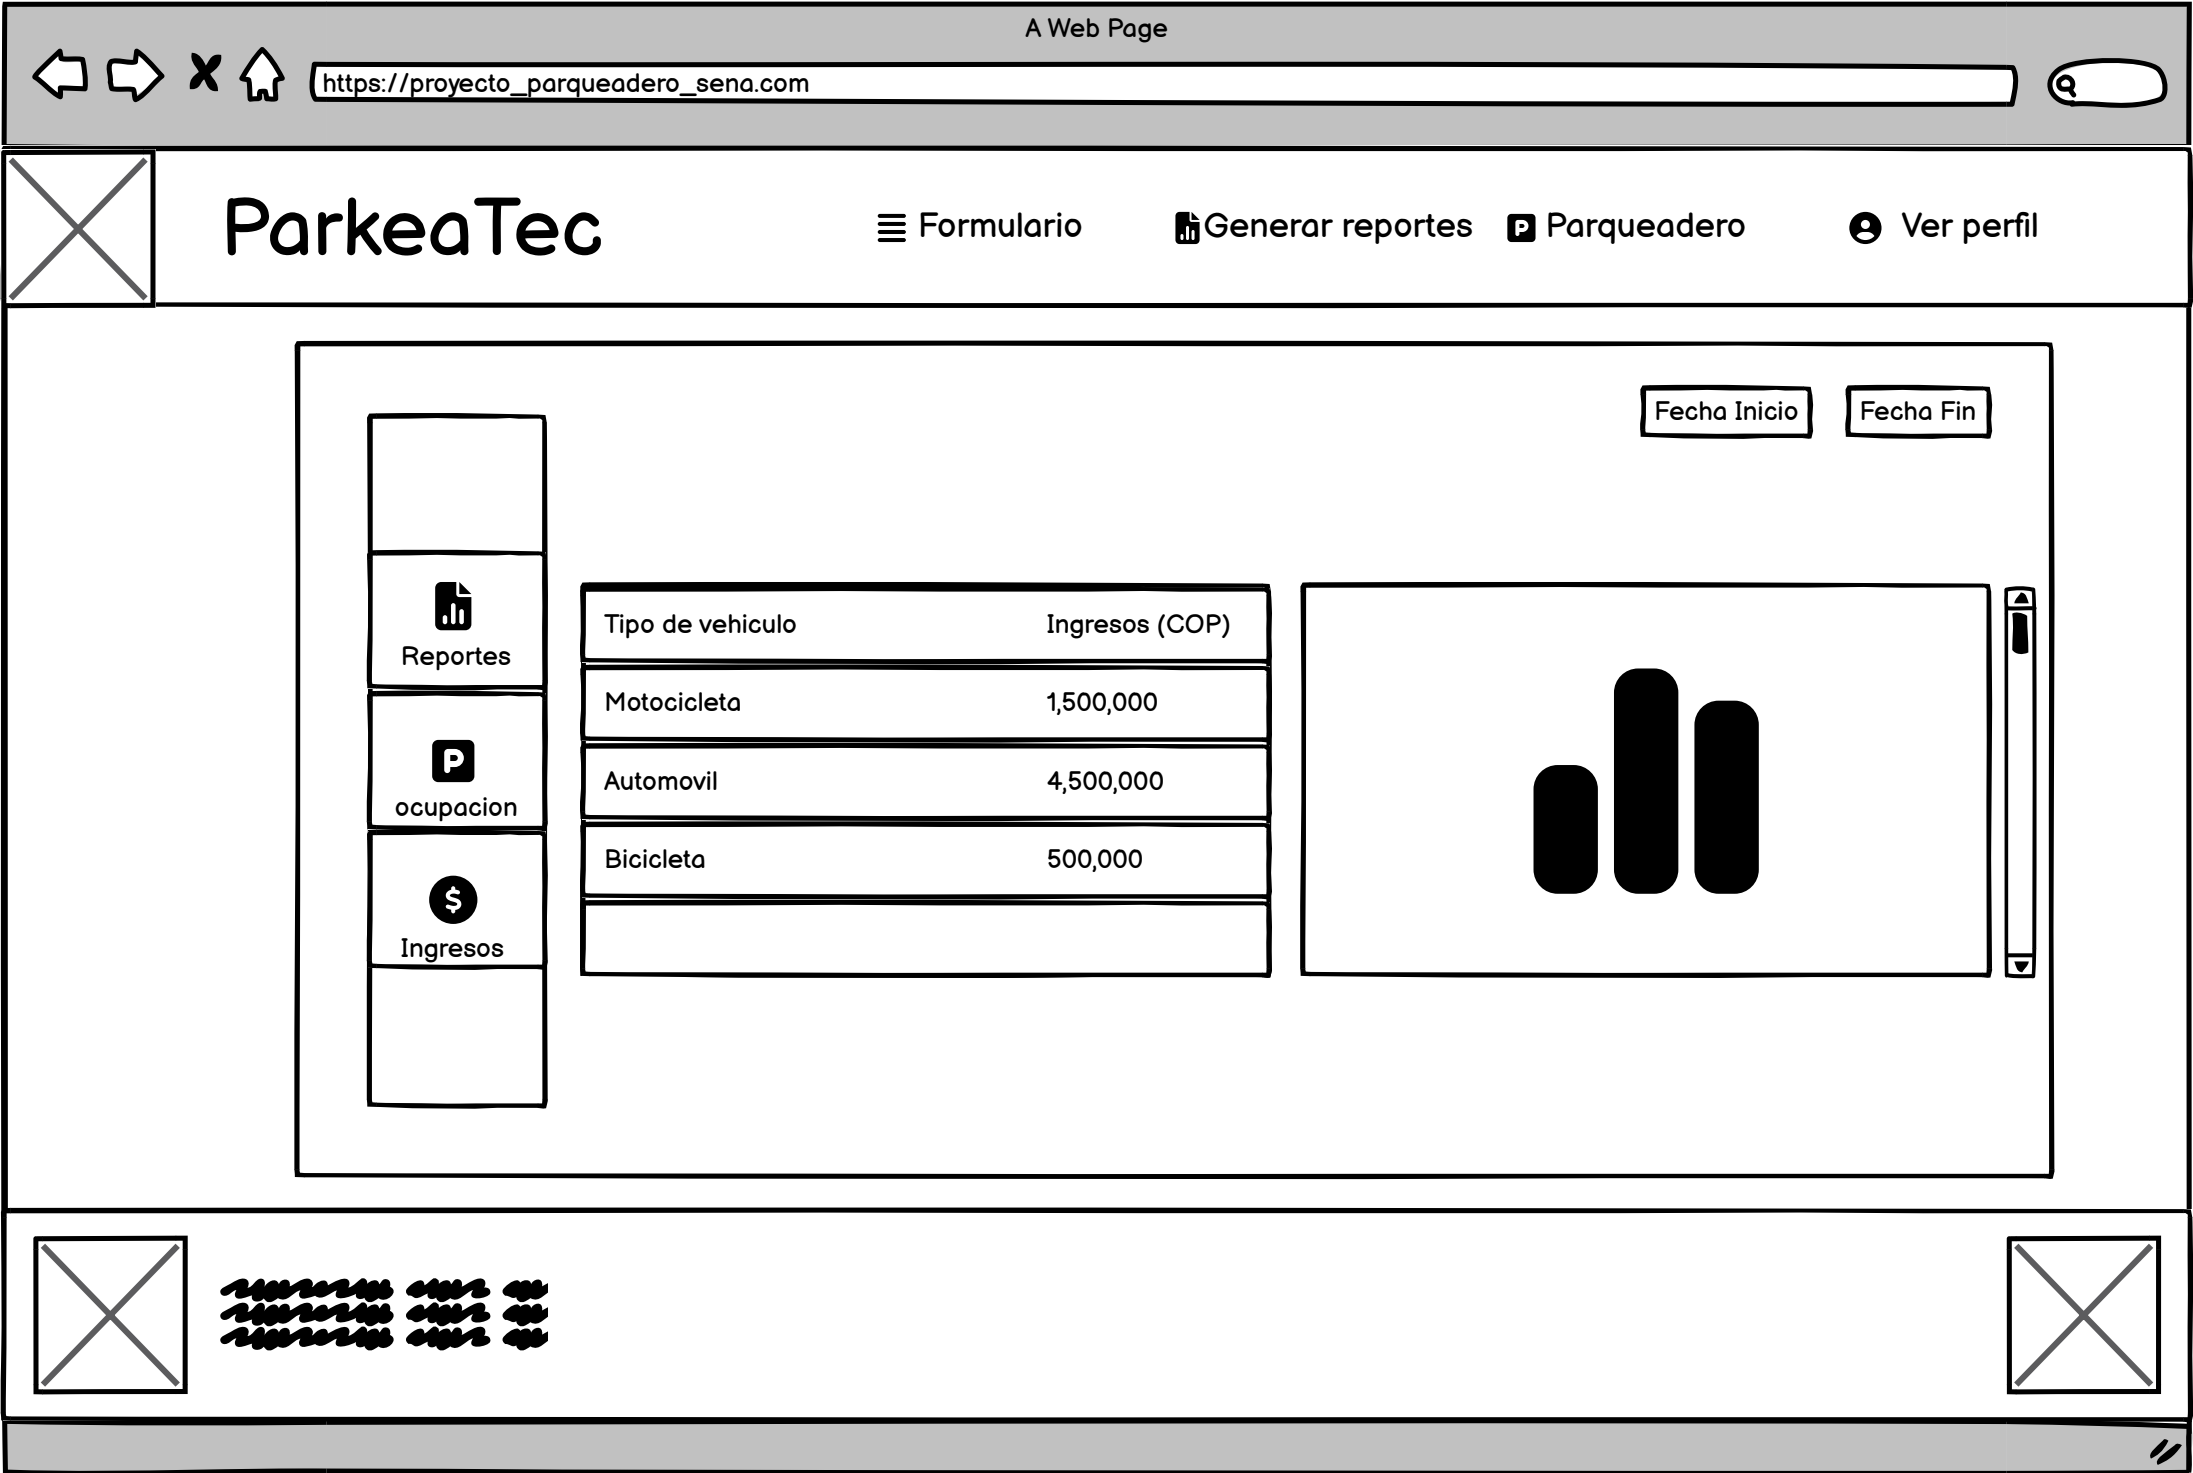 A Web Page
https://proyecto_parqueadero_sena.com
ParkeaTec
Formulario
Generar reportes
P Parqueadero
Ver perfil
Fecha Inicio
Fecha Fin
Reportes
P
ocupacion
$
Ingresos
Tipo de vehiculo Ingresos (COP)
Motocicleta 1,500,000
Automovil 4,500,000
Bicicleta 500,000